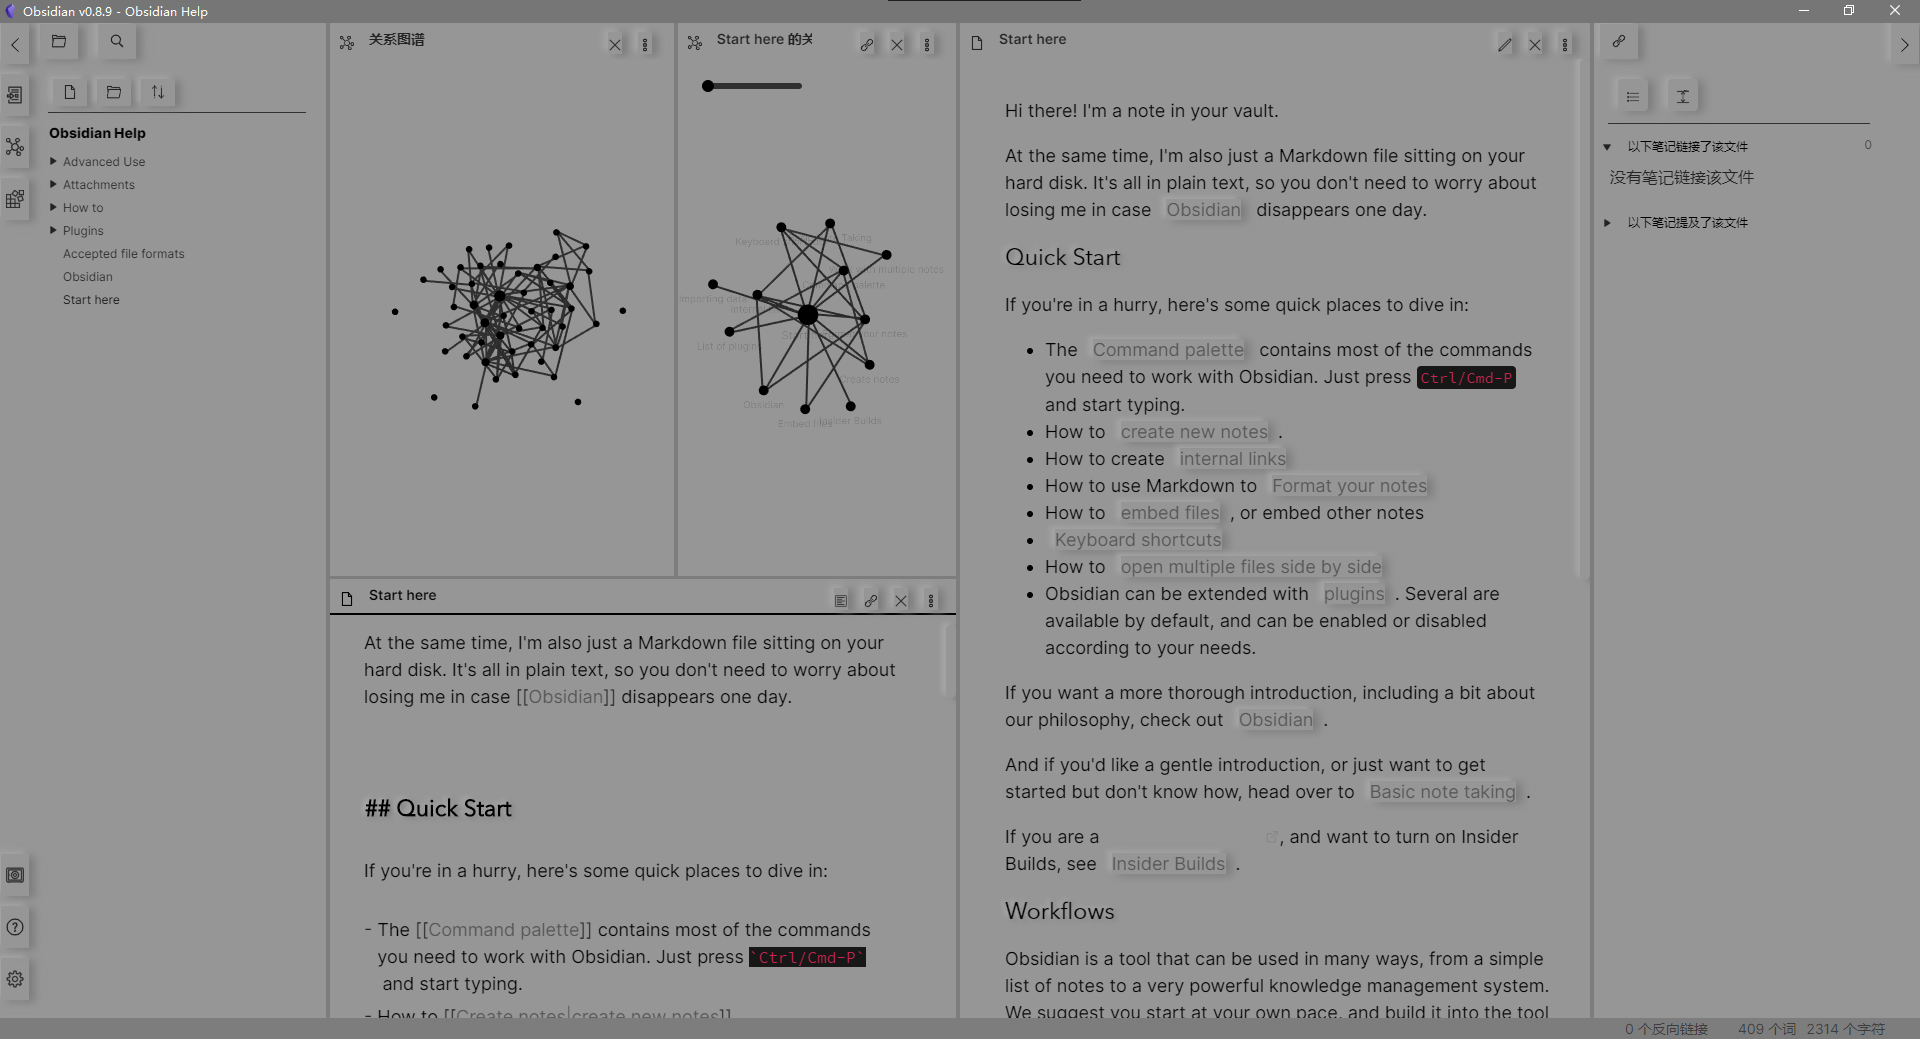 Obsidian v0.8.9 - Obsidian Help
Obsidian Help
Advanced Use
Attachments
How to
Plugins
Accepted file formats
Obsidian
Start here
关系图谱
Start here 的关
Keyboard
Taking
with multiple notes
palette
importing data
your notes
List of plugins
Create notes
Obsidian
Embed files
Insider Builds
Start here
At the same time, I'm also just a Markdown file sitting on your
hard disk. It's all in plain text, so you don't need to worry about
losing me in case [[Obsidian]] disappears one day.
## Quick Start
If you're in a hurry, here's some quick places to dive in:
- The [[Command palette]] contains most of the commands
you need to work with Obsidian. Just press `Ctrl/Cmd-P`
and start typing.
- How to [[Create notes|create new notes]]
Start here
Hi there! I'm a note in your vault.
At the same time, I'm also just a Markdown file sitting on your
hard disk. It's all in plain text, so you don't need to worry about
losing me in case Obsidian disappears one day.
Quick Start
If you're in a hurry, here's some quick places to dive in:
• The Command palette contains most of the commands
you need to work with Obsidian. Just press Ctrl/Cmd-P
and start typing.
• How to create new notes .
• How to create internal links
• How to use Markdown to Format your notes
• How to embed files , or embed other notes
• Keyboard shortcuts
• How to open multiple files side by side
• Obsidian can be extended with plugins . Several are
available by default, and can be enabled or disabled
according to your needs.
If you want a more thorough introduction, including a bit about
our philosophy, check out Obsidian .
And if you'd like a gentle introduction, or just want to get
started but don't know how, head over to Basic note taking .
If you are a , and want to turn on Insider
Builds, see Insider Builds .
Workflows
Obsidian is a tool that can be used in many ways, from a simple
list of notes to a very powerful knowledge management system.
We suggest you start at your own pace, and build it into the tool
以下笔记链接了该文件 0
没有笔记链接该文件
以下笔记提及了该文件
0 个反向链接 409 个词 2314 个字符